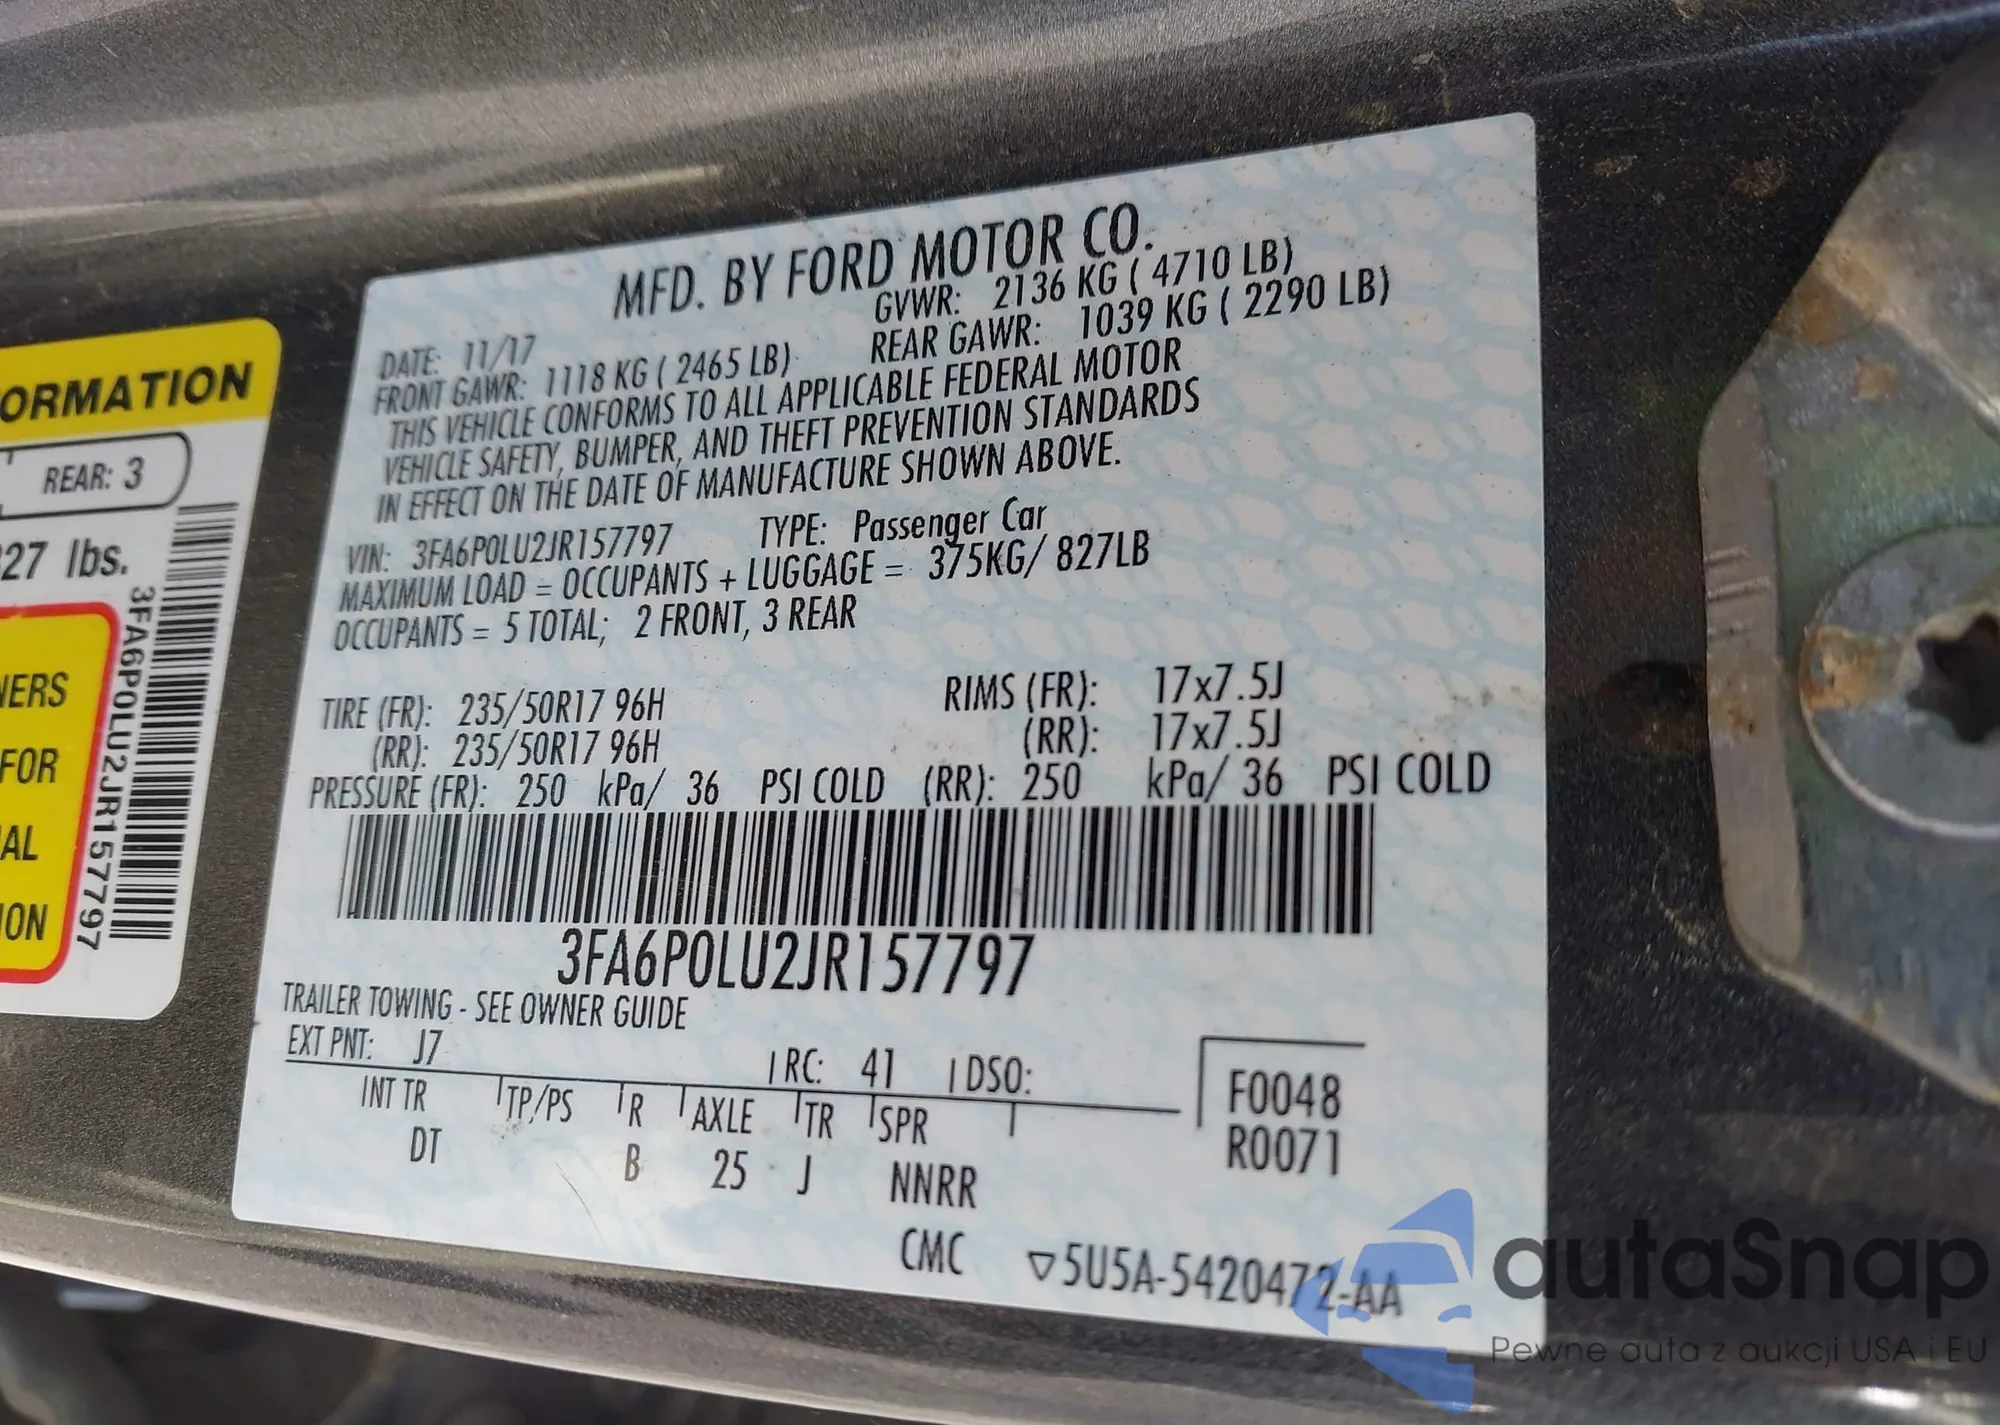 MFD. BY FORD MOTOR CO.
DATE: 11/17 GVWR: 2136 KG ( 4710 LB)
FRONT GAWR: 1118 KG ( 2465 LB) REAR GAWR: 1039 KG ( 2290 LB)
THIS VEHICLE CONFORMS TO ALL APPLICABLE FEDERAL MOTOR
VEHICLE SAFETY, BUMPER, AND THEFT PREVENTION STANDARDS
IN EFFECT ON THE DATE OF MANUFACTURE SHOWN ABOVE.
VIN: 3FA6P0LU2JR157797 TYPE: Passenger Car
MAXIMUM LOAD = OCCUPANTS + LUGGAGE = 375KG/ 827LB
OCCUPANTS = 5 TOTAL; 2 FRONT, 3 REAR
TIRE (FR): 235/50R17 96H RIMS (FR): 17x7.5J
(RR): 235/50R17 96H (RR): 17x7.5J
PRESSURE (FR): 250 kPa/ 36 PSI COLD (RR): 250 kPa/ 36 PSI COLD
3FA6P0LU2JR157797
TRAILER TOWING - SEE OWNER GUIDE
EXT PNT: J7 RC: 41 DSO:
INT TR TP/PS R AXLE TR SPR
DT B 25 J NNRR
F0048
R0071
CMC ▽5U5A-5420472-AA
ORMATION
REAR: 3
27 lbs.
3FA6P0LU2JR157797
NERS
FOR
AL
ION
autoSnap
Pewne auta z aukcji USA i EU